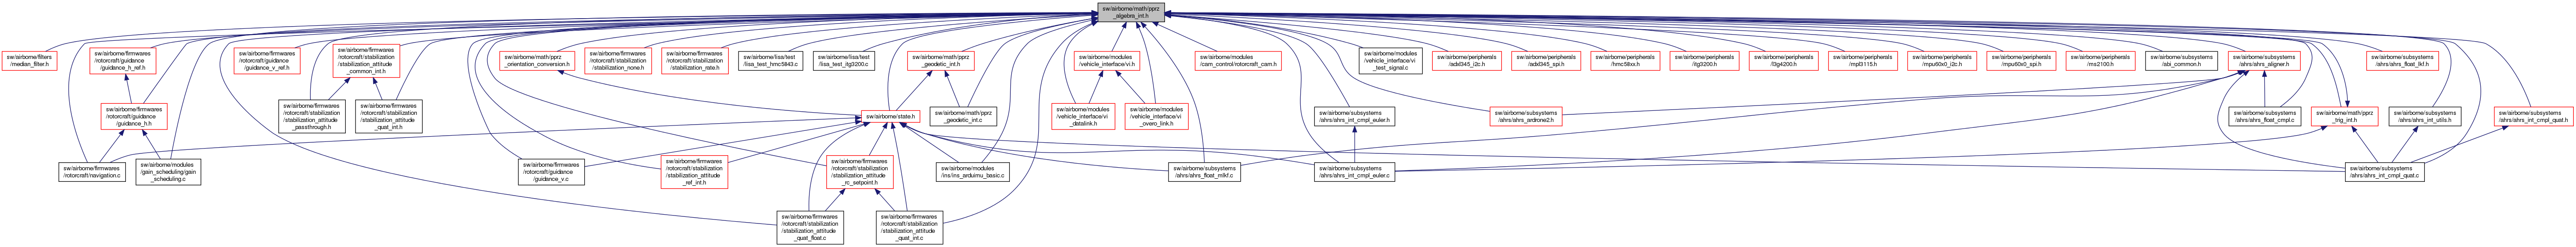 sw/airborne/math/pprz
_algebra_int.h
sw/airborne/filters
/median_filter.h
sw/airborne/firmwares
/rotorcraft/guidance
/guidance_h_ref.h
sw/airborne/firmwares
/rotorcraft/guidance
/guidance_v_ref.h
sw/airborne/firmwares
/rotorcraft/stabilization
/stabilization_attitude
_common_int.h
sw/airborne/math/pprz
_orientation_conversion.h
sw/airborne/firmwares
/rotorcraft/stabilization
/stabilization_none.h
sw/airborne/firmwares
/rotorcraft/stabilization
/stabilization_rate.h
sw/airborne/lisa/test
/lisa_test_hmc5843.c
sw/airborne/lisa/test
/lisa_test_itg3200.c
sw/airborne/math/pprz
_geodetic_int.h
sw/airborne/modules
/vehicle_interface/vi.h
sw/airborne/modules
/cam_control/rotorcraft_cam.h
sw/airborne/modules
/vehicle_interface/vi
_test_signal.c
sw/airborne/peripherals
/adxl345_i2c.h
sw/airborne/peripherals
/adxl345_spi.h
sw/airborne/peripherals
/hmc58xx.h
sw/airborne/peripherals
/itg3200.h
sw/airborne/peripherals
/l3g4200.h
sw/airborne/peripherals
/mpl3115.h
sw/airborne/peripherals
/mpu60x0_i2c.h
sw/airborne/peripherals
/mpu60x0_spi.h
sw/airborne/peripherals
/ms2100.h
sw/airborne/subsystems
/abi_common.h
sw/airborne/subsystems
/ahrs/ahrs_aligner.h
sw/airborne/subsystems
/ahrs/ahrs_float_lkf.h
sw/airborne/firmwares
/rotorcraft/guidance
/guidance_h.h
sw/airborne/firmwares
/rotorcraft/stabilization
/stabilization_attitude
_passthrough.h
sw/airborne/firmwares
/rotorcraft/stabilization
/stabilization_attitude
_quat_int.h
sw/airborne/state.h
sw/airborne/math/pprz
_geodetic_int.c
sw/airborne/modules
/vehicle_interface/vi
_datalink.h
sw/airborne/modules
/vehicle_interface/vi
_overo_link.h
sw/airborne/subsystems
/ahrs/ahrs_int_cmpl_euler.h
sw/airborne/subsystems
/ahrs/ahrs_ardrone2.h
sw/airborne/subsystems
/ahrs/ahrs_float_cmpl.c
sw/airborne/math/pprz
_trig_int.h
sw/airborne/subsystems
/ahrs/ahrs_int_utils.h
sw/airborne/subsystems
/ahrs/ahrs_int_cmpl_quat.h
sw/airborne/firmwares
/rotorcraft/navigation.c
sw/airborne/modules
/gain_scheduling/gain
_scheduling.c
sw/airborne/firmwares
/rotorcraft/guidance
/guidance_v.c
sw/airborne/firmwares
/rotorcraft/stabilization
/stabilization_attitude
_ref_int.h
sw/airborne/firmwares
/rotorcraft/stabilization
/stabilization_attitude
_rc_setpoint.h
sw/airborne/modules
/ins/ins_arduimu_basic.c
sw/airborne/subsystems
/ahrs/ahrs_float_mlkf.c
sw/airborne/subsystems
/ahrs/ahrs_int_cmpl_euler.c
sw/airborne/subsystems
/ahrs/ahrs_int_cmpl_quat.c
sw/airborne/firmwares
/rotorcraft/stabilization
/stabilization_attitude
_quat_float.c
sw/airborne/firmwares
/rotorcraft/stabilization
/stabilization_attitude
_quat_int.c